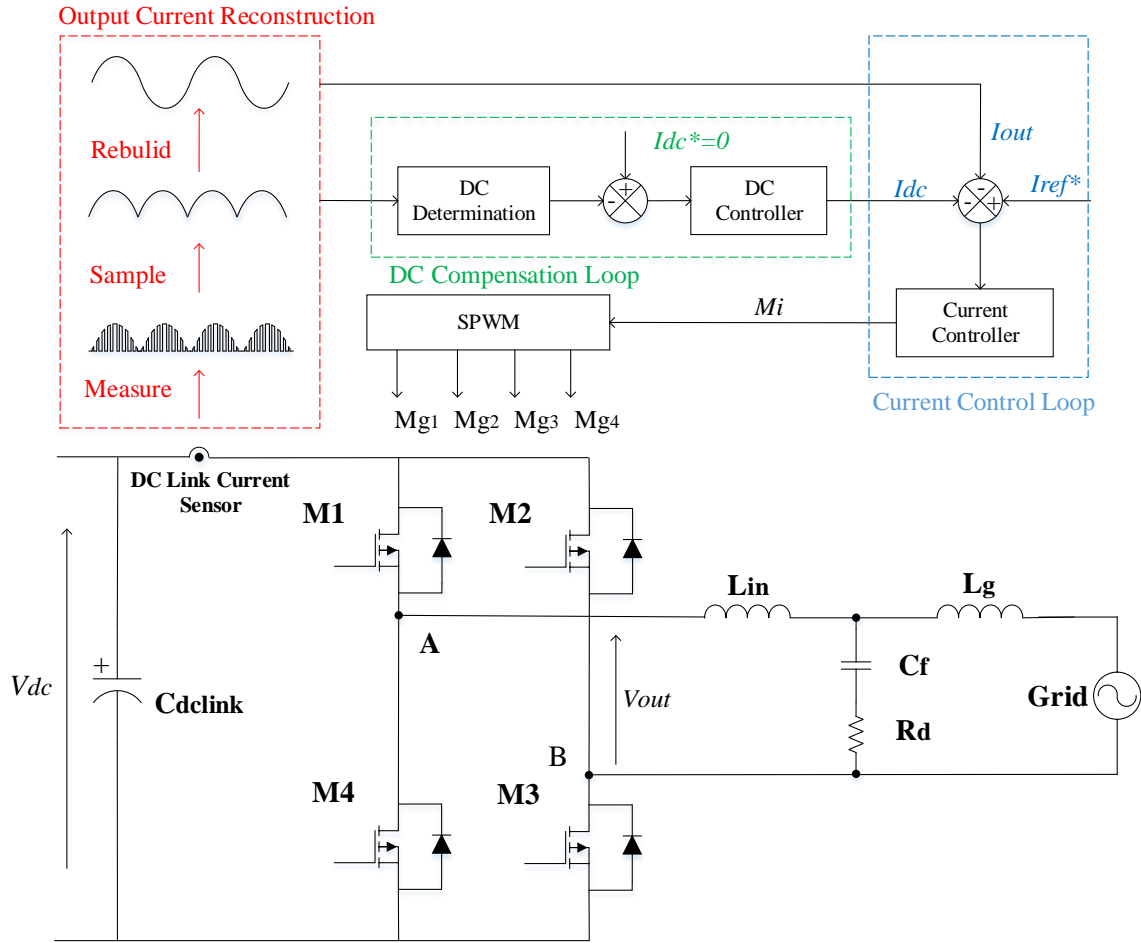 Output Current Reconstruction
Rebulid
Sample
Measure
Idc*=0
DC
Determination
+
-
DC
Controller
DC Compensation Loop
Iout
Idc
Iref*
-
-
+
Current
Controller
Current Control Loop
Mi
SPWM
Mg1
Mg2
Mg3
Mg4
DC Link Current
Sensor
M1
M2
Lin
Lg
A
Vdc
+
Cdclink
Vout
Cf
Rd
Grid
B
M4
M3